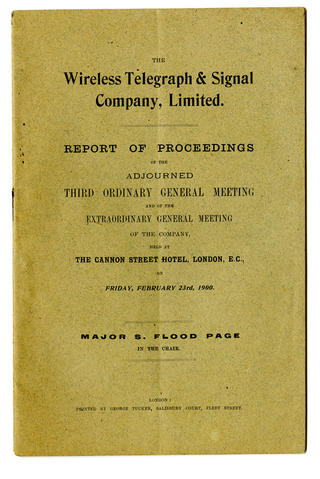 THE
Wireless Telegraph & Signal
Company, Limited.
REPORT OF PROCEEDINGS
OF THE
ADJOURNED
THIRD ORDINARY GENERAL MEETING
AND OF THE
EXTRAORDINARY GENERAL MEETING
OF THE COMPANY,
HELD AT
THE CANNON STREET HOTEL, LONDON, E.C.,
ON
FRIDAY, FEBRUARY 23rd, 1900.
MAJOR S. FLOOD PAGE
IN THE CHAIR.
LONDON:
PRINTED BY GEORGE TUCKER, SALISBURY COURT, FLEET STREET.